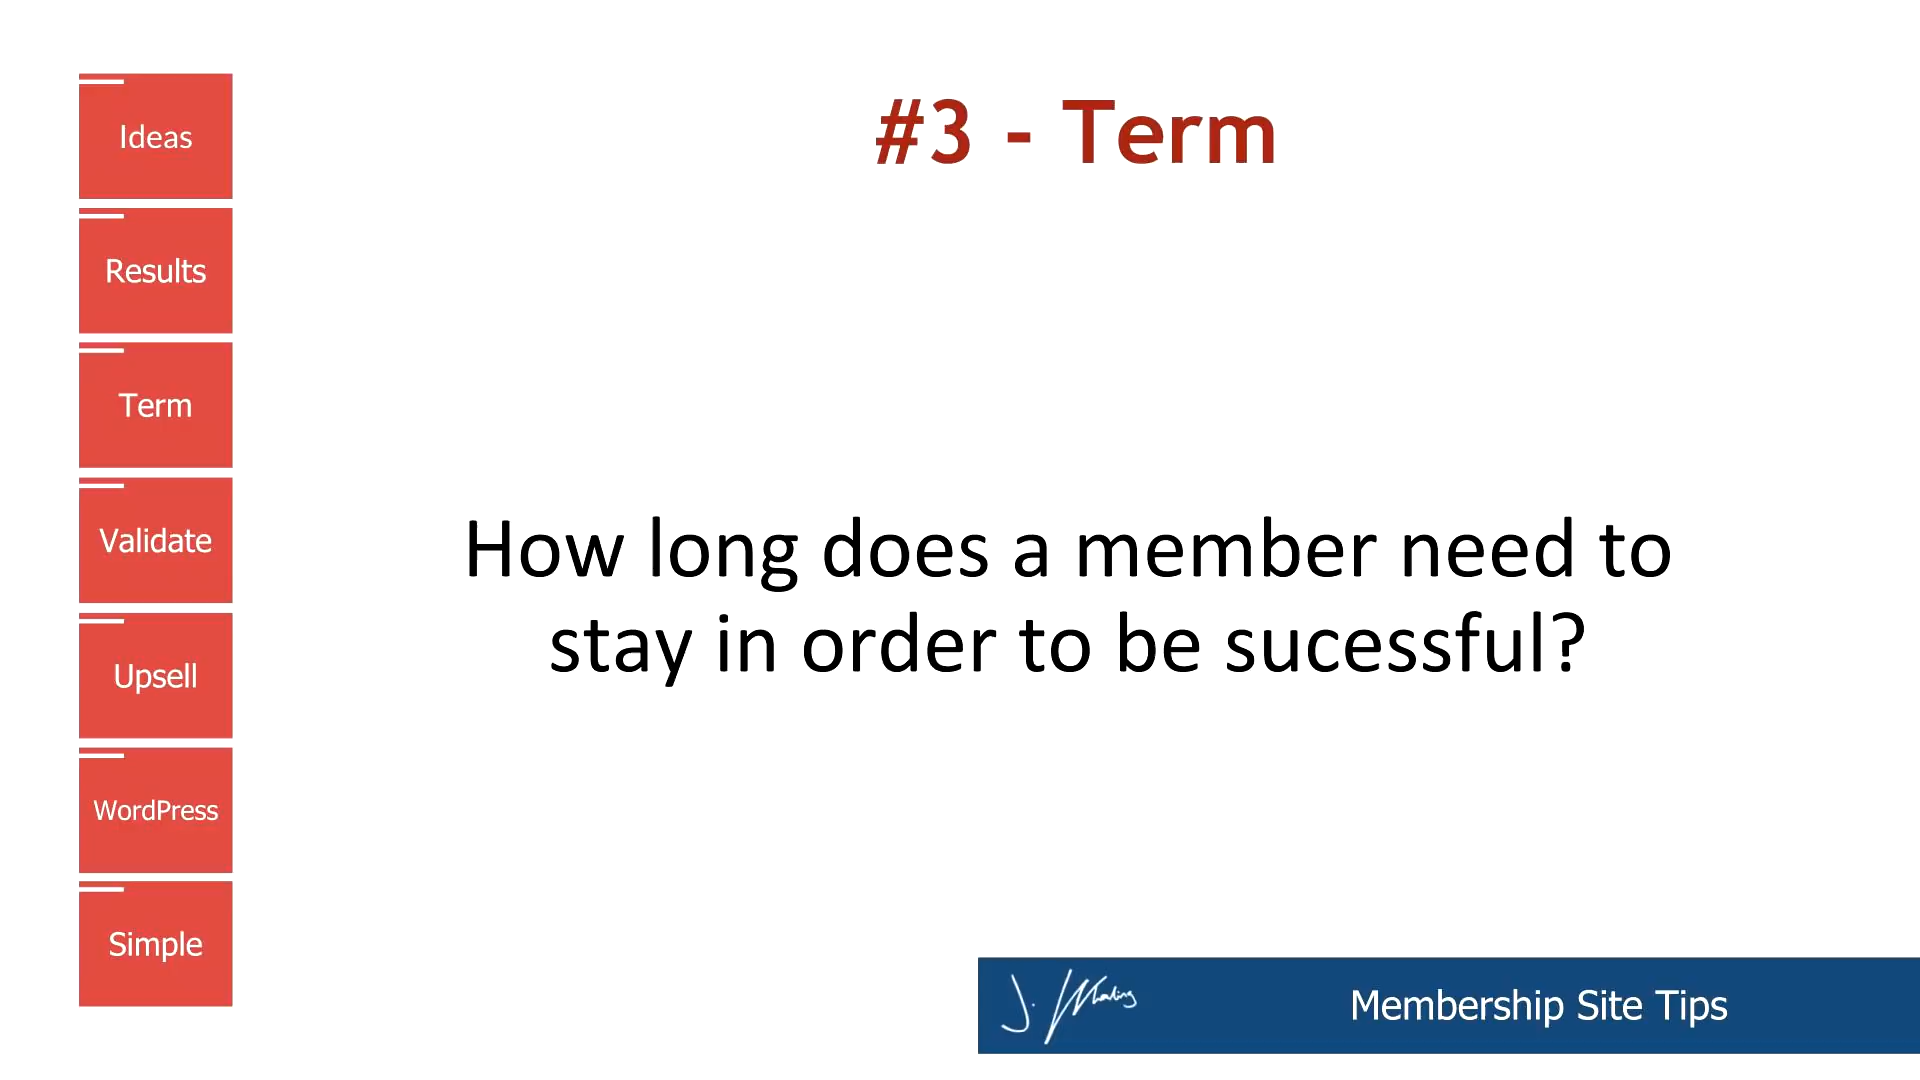 Ideas
Results
Term
Validate
Upsell
WordPress
Simple
#3 - Term
How long does a member need to
stay in order to be sucessful?
Membership Site Tips